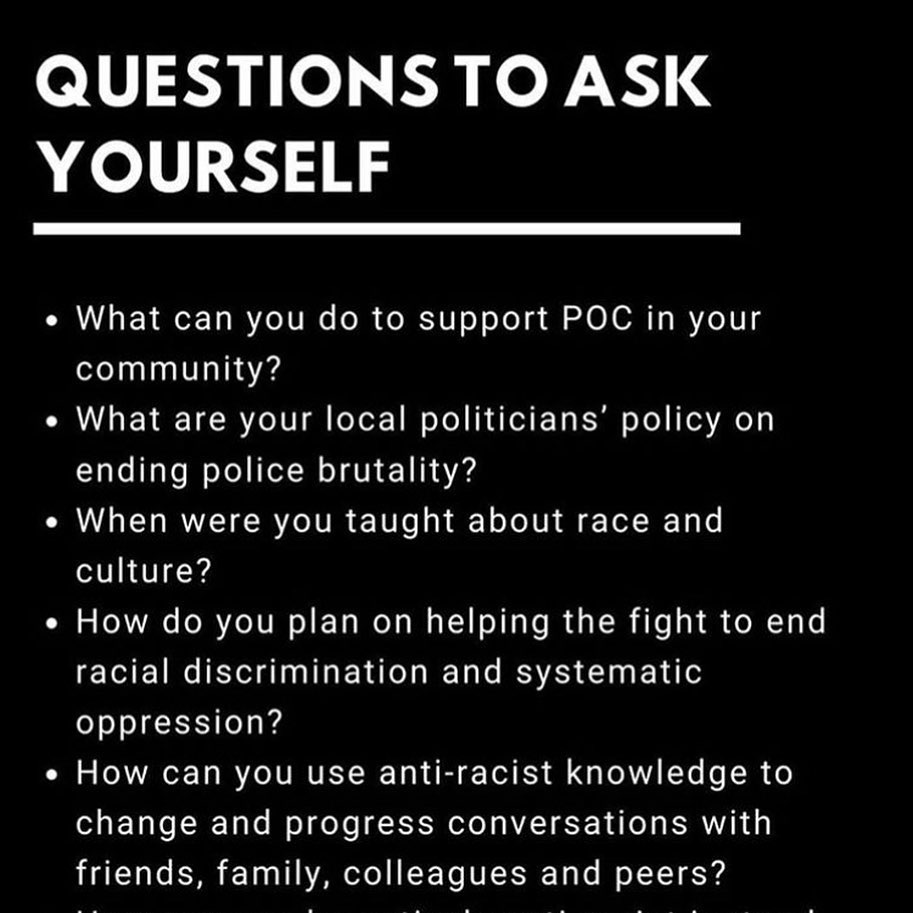 QUESTIONS TO ASK
YOURSELF
• What can you do to support POC in your
community?
• What are your local politicians’ policy on
ending police brutality?
• When were you taught about race and
culture?
• How do you plan on helping the fight to end
racial discrimination and systematic
oppression?
• How can you use anti-racist knowledge to
change and progress conversations with
friends, family, colleagues and peers?